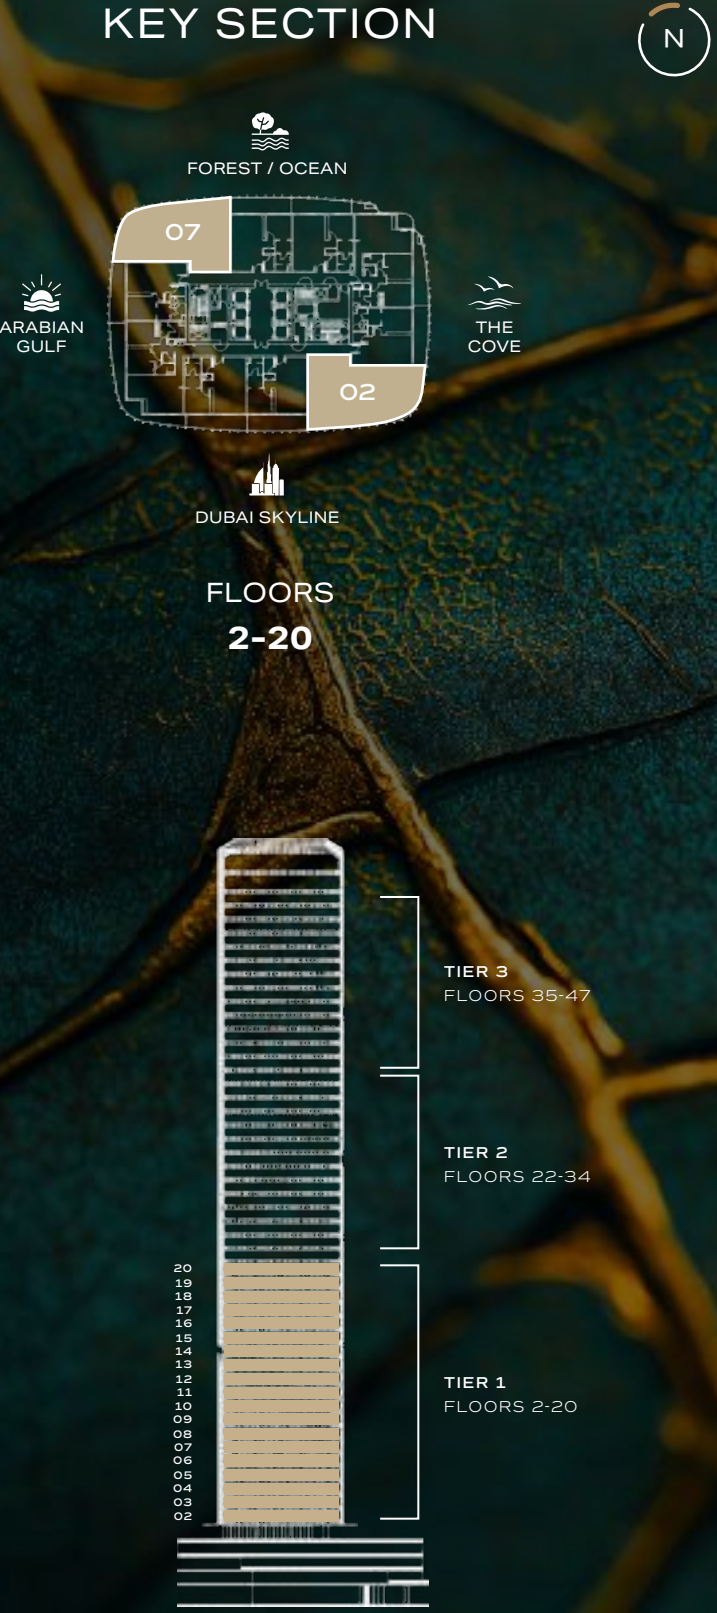 KEY SECTION
N
FOREST / OCEAN
07
ARABIAN
GULF
THE
COVE
02
DUBAI SKYLINE
FLOORS
2-20
TIER 3
FLOORS 35-47
TIER 2
FLOORS 22-34
20
19
18
17
16
15
14
13
12
11
10
09
08
07
06
05
04
03
02
TIER 1
FLOORS 2-20